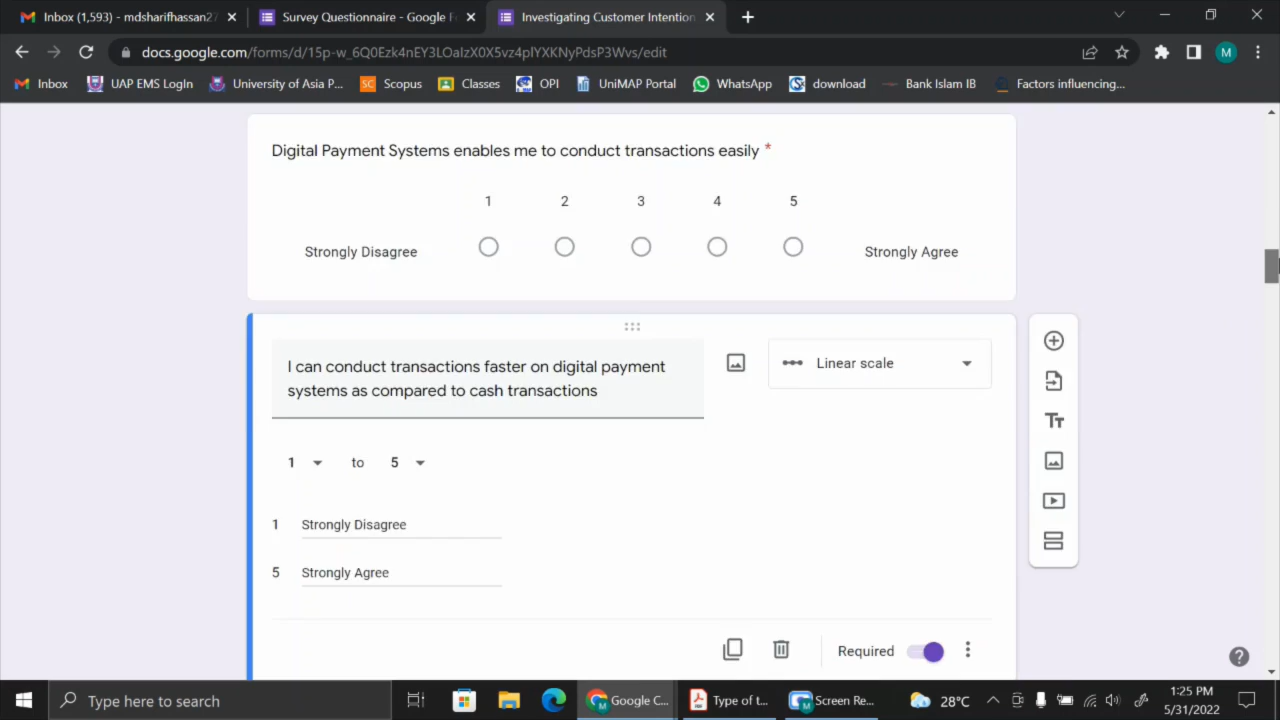 Inbox (1,593) - mdsharifhassan27
Survey Questionnaire - Google F
Investigating Customer Intention
docs.google.com/forms/d/15p-w_6Q0Ezk4nEY3LOaIzX0X5vz4plYXKNyPdsP3Wvs/edit
M
Inbox
UAP EMS LogIn
University of Asia P...
SC
Scopus
Classes
OPI
UniMAP Portal
WhatsApp
download
Bank Islam IB
Factors influencing...
Digital Payment Systems enables me to conduct transactions easily *
1 2 3 4 5
Strongly Disagree
Strongly Agree
I can conduct transactions faster on digital payment
systems as compared to cash transactions
Linear scale
1 to 5
1 Strongly Disagree
5 Strongly Agree
Required
Type here to search
Google C...
Type of t...
Screen Re...
28°C
1:25 PM
5/31/2022